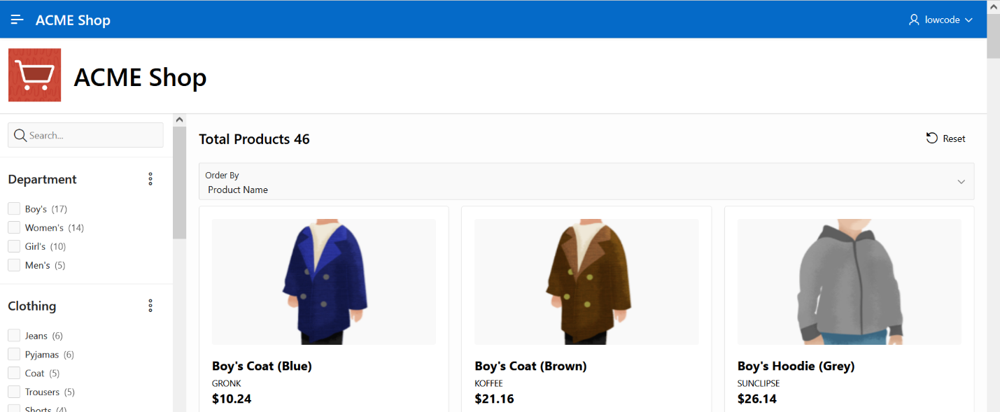 ACME Shop
lowcode
ACME Shop
Search...
Department
Boy's (17)
Women's (14)
Girl's (10)
Men's (5)
Clothing
Jeans (6)
Pyjamas (6)
Coat (5)
Trousers (5)
Shorts (4)
Total Products 46
Reset
Order By
Product Name
Boy's Coat (Blue)
GRONK
$10.24
Boy's Coat (Brown)
KOFFEE
$21.16
Boy's Hoodie (Grey)
SUNCLIPSE
$26.14